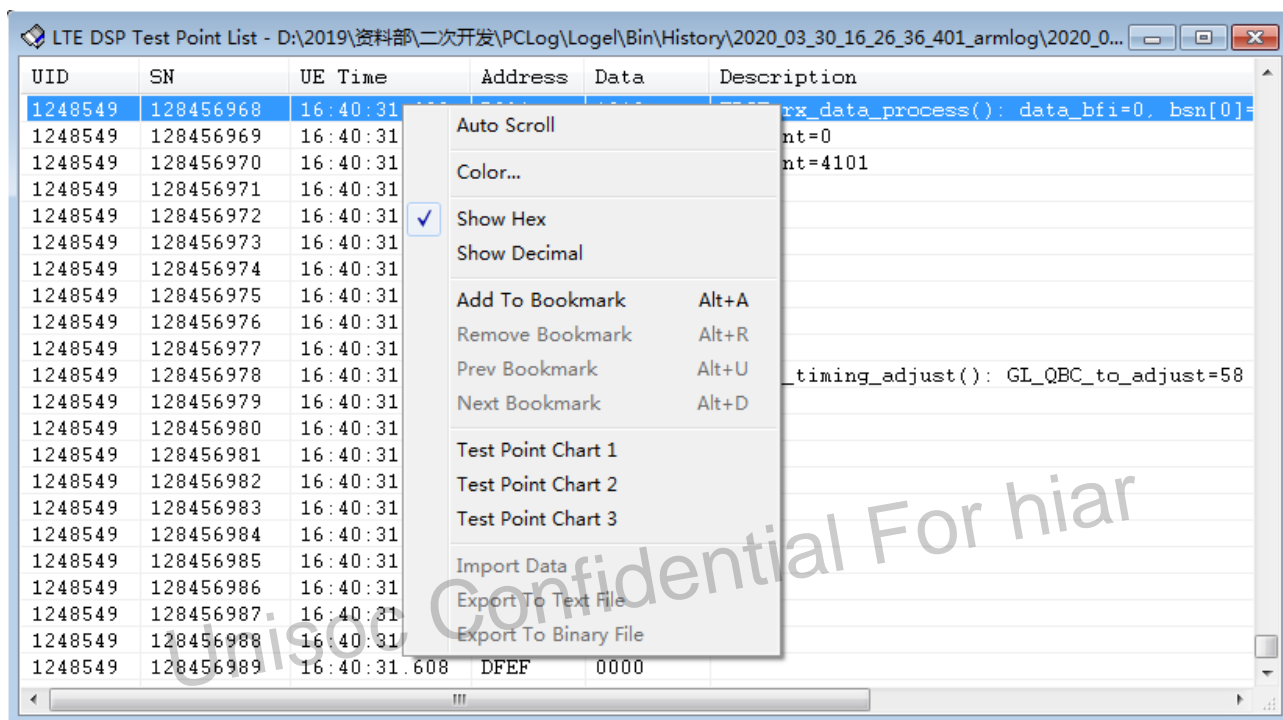 LTE DSP Test Point List - D:\2019\资料部\二次开发\PCLog\Logel\Bin\History\2020_03_30_16_26_36_401_armlog\2020_0...
UID SN UE Time Address Data Description
1248549 128456968 16:40:31 rx_data_process(): data_bfi=0, bsn[0]=
1248549 128456969 16:40:31 nt=0
1248549 128456970 16:40:31 nt=4101
1248549 128456971 16:40:31
1248549 128456972 16:40:31
1248549 128456973 16:40:31
1248549 128456974 16:40:31
1248549 128456975 16:40:31
1248549 128456976 16:40:31
1248549 128456977 16:40:31
1248549 128456978 16:40:31 _timing_adjust(): GL_QBC_to_adjust=58
1248549 128456979 16:40:31
1248549 128456980 16:40:31
1248549 128456981 16:40:31
1248549 128456982 16:40:31
1248549 128456983 16:40:31
1248549 128456984 16:40:31
1248549 128456985 16:40:31
1248549 128456986 16:40:31
1248549 128456987 16:40:31
1248549 128456988 16:40:31
1248549 128456989 16:40:31.608 DFEF 0000
Auto Scroll
Color...
Show Hex
Show Decimal
Add To Bookmark Alt+A
Remove Bookmark Alt+R
Prev Bookmark Alt+U
Next Bookmark Alt+D
Test Point Chart 1
Test Point Chart 2
Test Point Chart 3
Import Data
Export To Text File
Export To Binary File
Unisoc Confidential For hiar